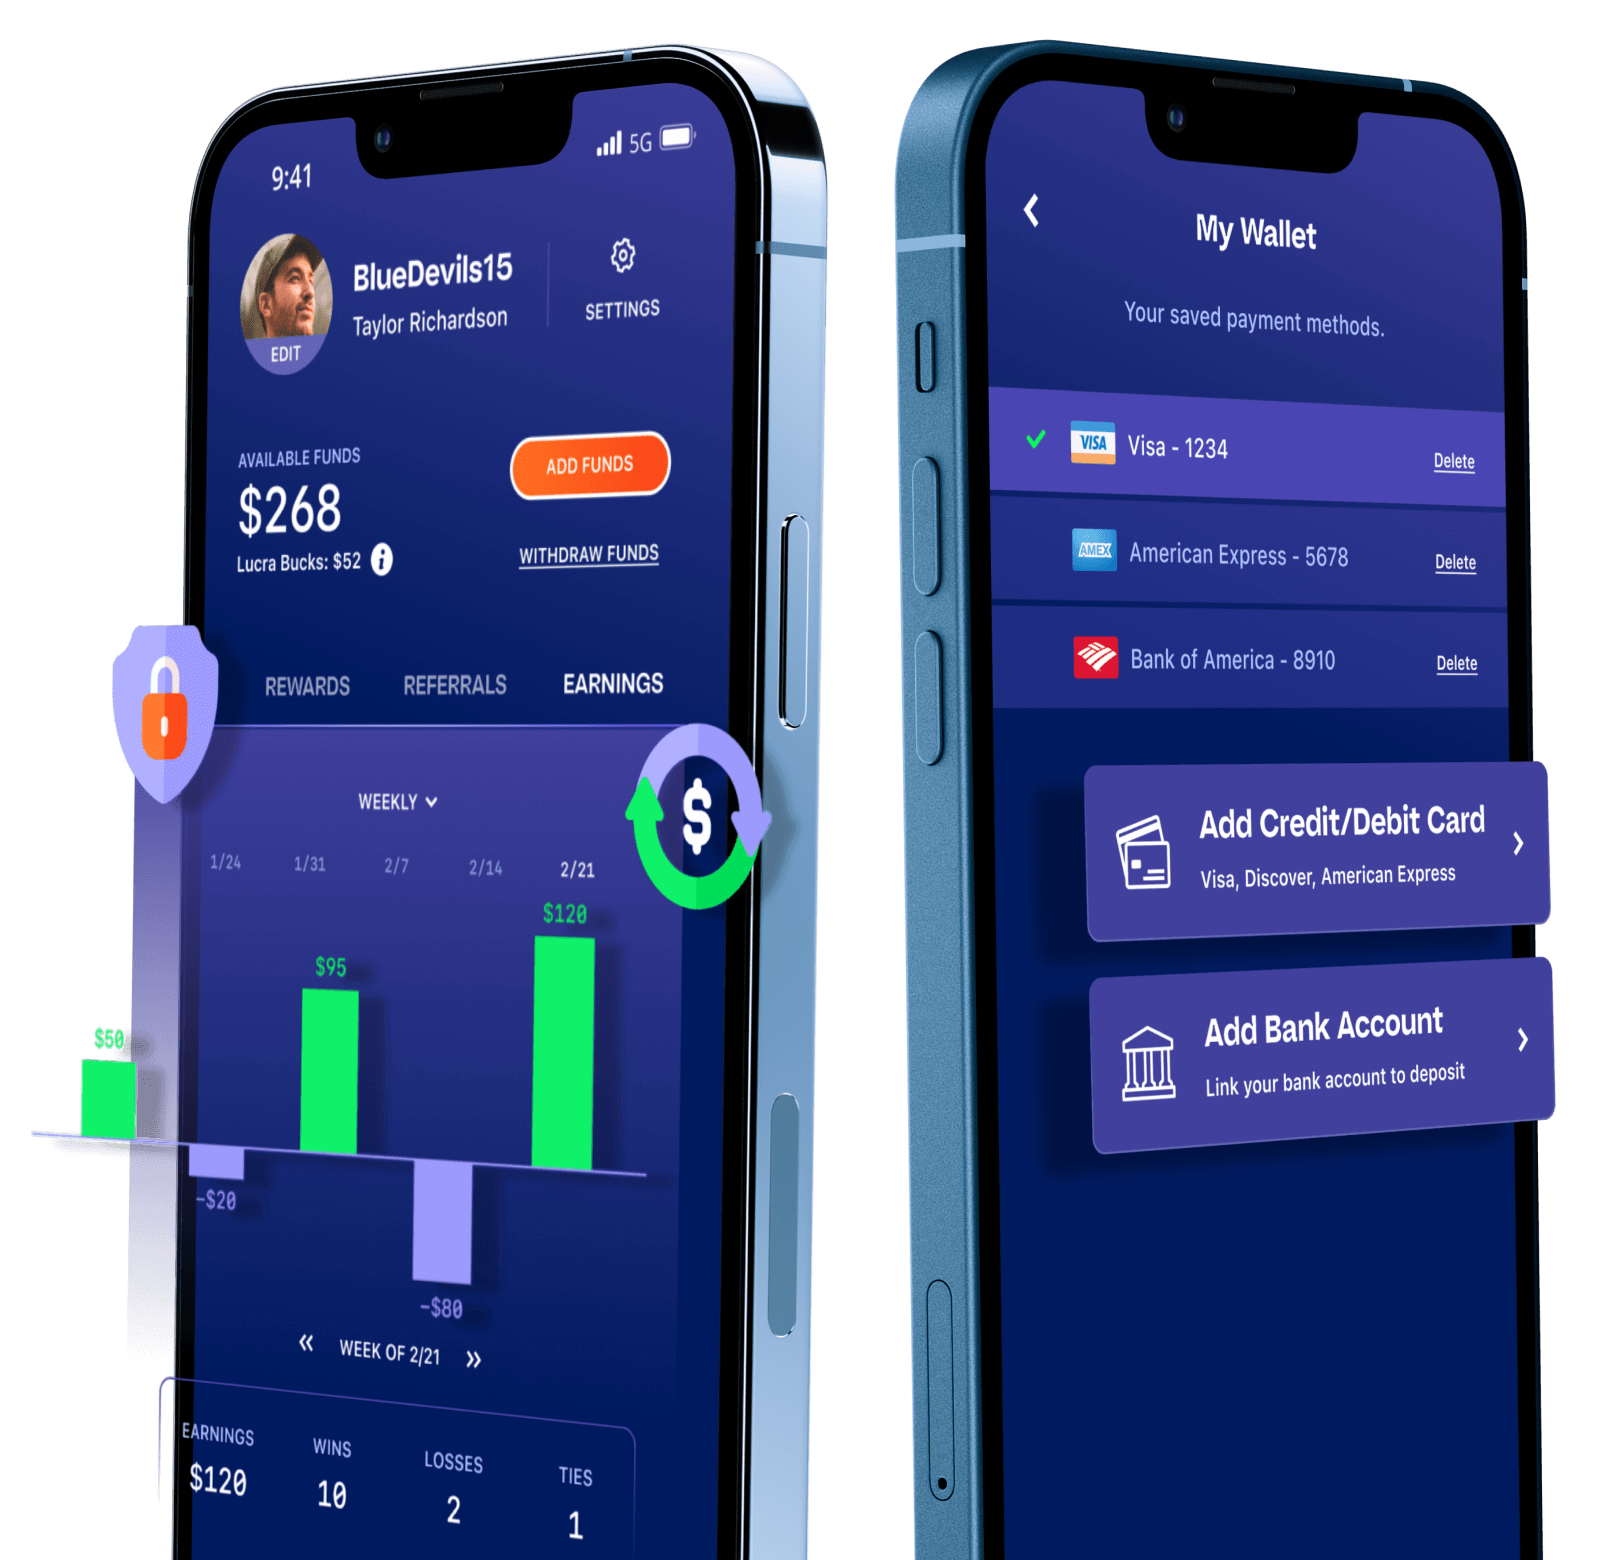 9:41
5G
BlueDevils15
Taylor Richardson
EDIT
SETTINGS
AVAILABLE FUNDS
$268
Lucra Bucks: $52
i
ADD FUNDS
WITHDRAW FUNDS
REWARDS REFERRALS EARNINGS
WEEKLY
1/24 1/31 2/7 2/14 2/21
$
$120
$95
$50
-$20
-$80
« WEEK OF 2/21 »
EARNINGS WINS LOSSES TIES
$120 10 2 1
My Wallet
Your saved payment methods.
VISA Visa - 1234 Delete
AMEX American Express - 5678 Delete
Bank of America - 8910 Delete
Add Credit/Debit Card
Visa, Discover, American Express
Add Bank Account
Link your bank account to deposit